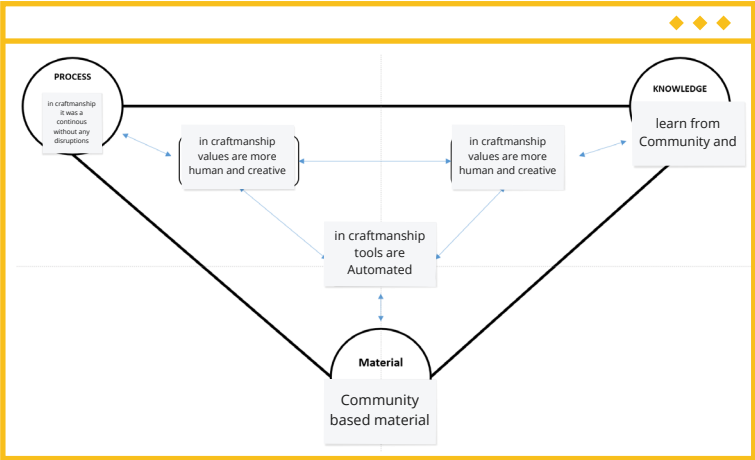 PROCESS
in craftmanship
it was a
continous
without any
disruptions
KNOWLEDGE
learn from
Community and
in craftmanship
values are more
human and creative
in craftmanship
values are more
human and creative
in craftmanship
tools are
Automated
Material
Community
based material